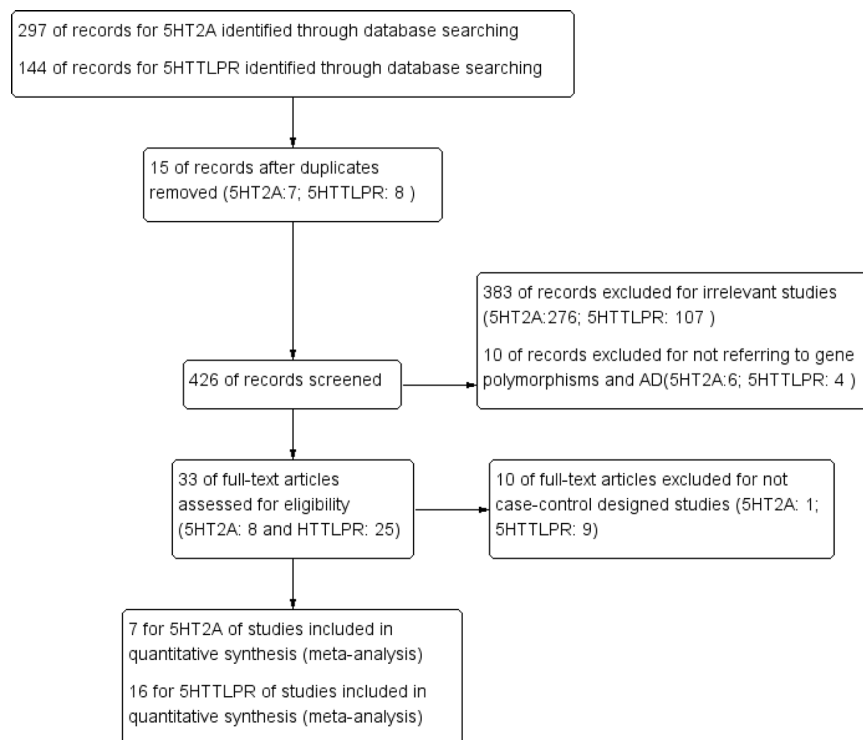 297 of records for 5HT2A identified through database searching
144 of records for 5HTTLPR identified through database searching
15 of records after duplicates
removed (5HT2A:7; 5HTTLPR: 8 )
383 of records excluded for irrelevant studies
(5HT2A:276; 5HTTLPR: 107 )
10 of records excluded for not referring to gene
polymorphisms and AD(5HT2A:6; 5HTTLPR: 4 )
426 of records screened
33 of full-text articles
assessed for eligibility
(5HT2A: 8 and HTTLPR: 25)
10 of full-text articles excluded for not
case-control designed studies (5HT2A: 1;
5HTTLPR: 9)
7 for 5HT2A of studies included in
quantitative synthesis (meta-analysis)
16 for 5HTTLPR of studies included in
quantitative synthesis (meta-analysis)